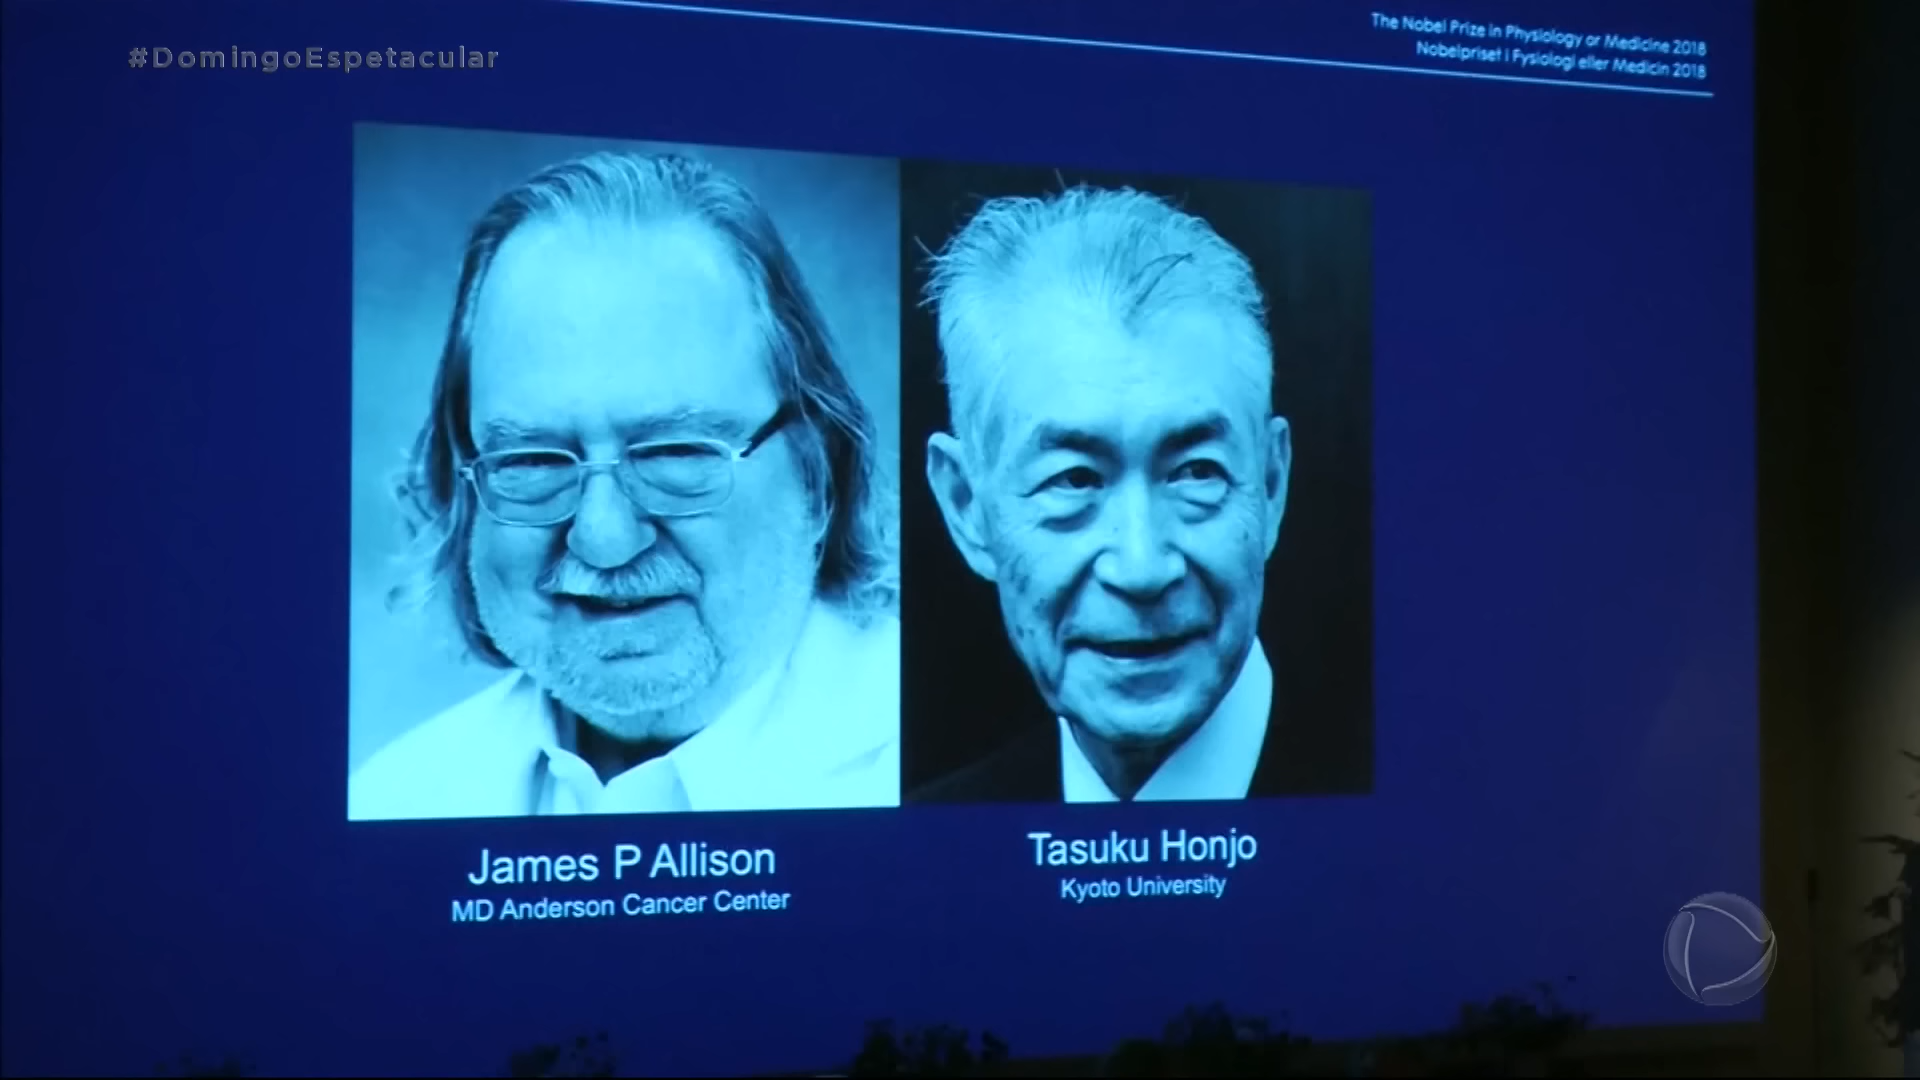 #DomingoEspetacular
The Nobel Prize in Physiology or Medicine 2018
Nobelpriset i Fysiologi eller Medicin 2018
James P Allison
MD Anderson Cancer Center
Tasuku Honjo
Kyoto University